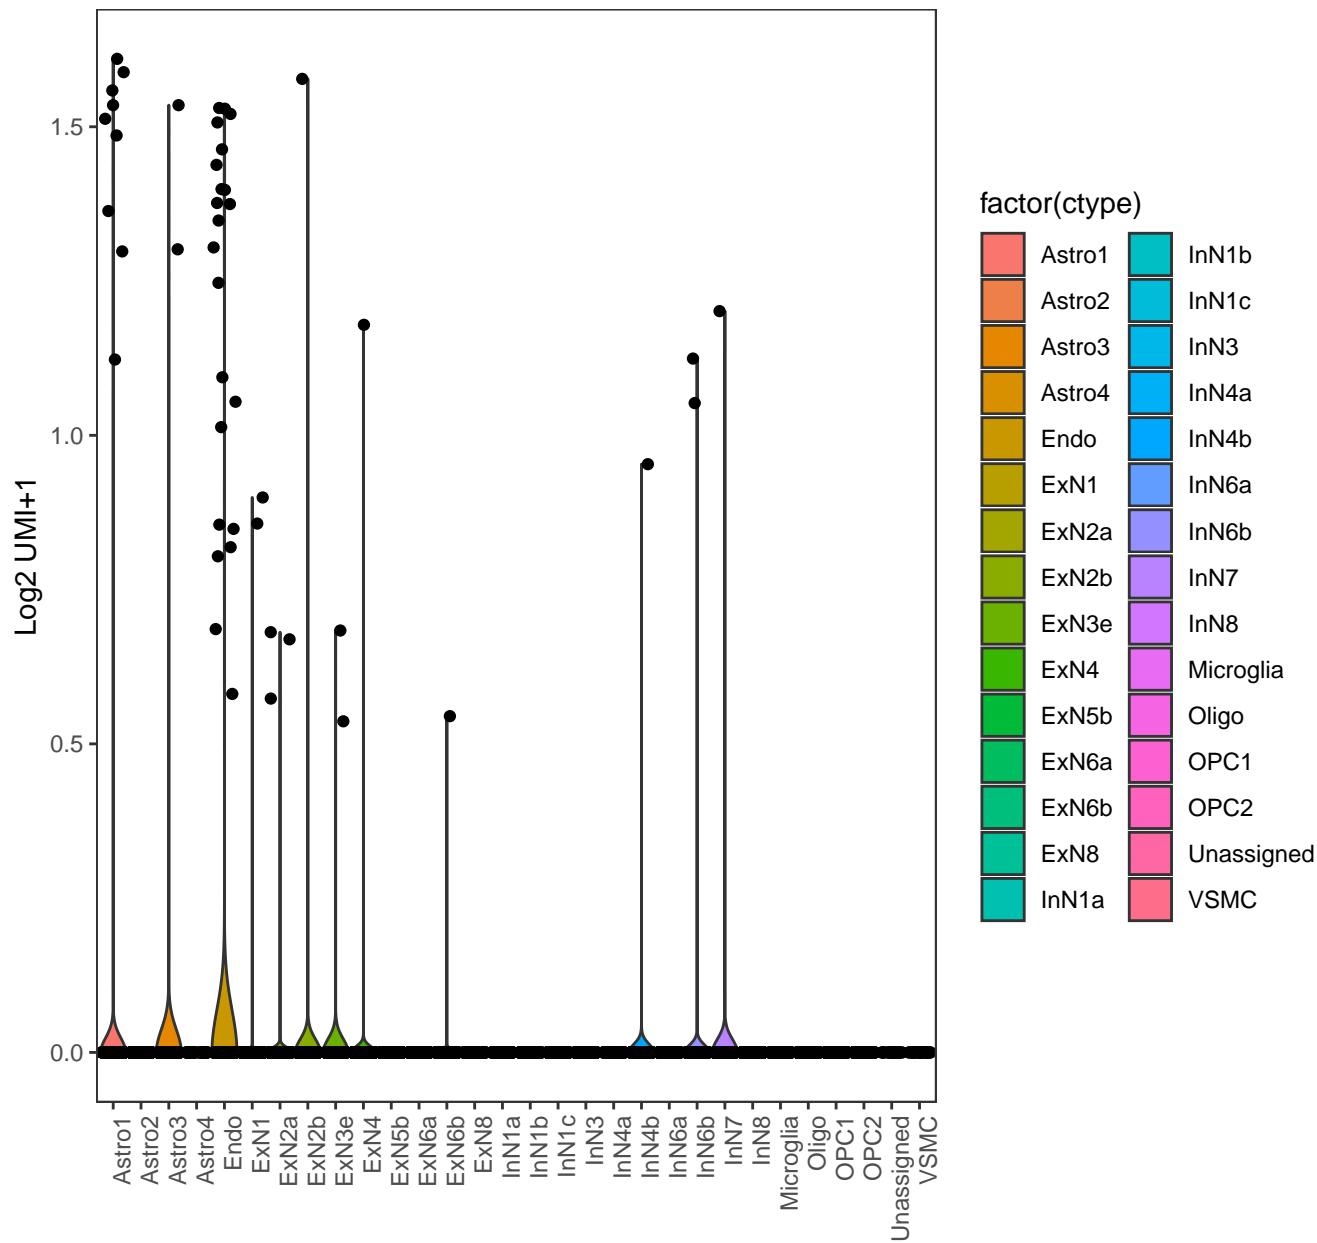 Log2 UMI+1
1.5
1.0
0.5
0.0
Astro1
Astro2
Astro3
Astro4
Endo
ExN1
ExN2a
ExN2b
ExN3e
ExN4
ExN5b
ExN6a
ExN6b
ExN8
InN1a
InN1b
InN1c
InN3
InN4a
InN4b
InN6a
InN6b
InN7
InN8
Microglia
Oligo
OPC1
OPC2
Unassigned
VSMC
factor(ctype)
Astro1
Astro2
Astro3
Astro4
Endo
ExN1
ExN2a
ExN2b
ExN3e
ExN4
ExN5b
ExN6a
ExN6b
ExN8
InN1a
InN1b
InN1c
InN3
InN4a
InN4b
InN6a
InN6b
InN7
InN8
Microglia
Oligo
OPC1
OPC2
Unassigned
VSMC